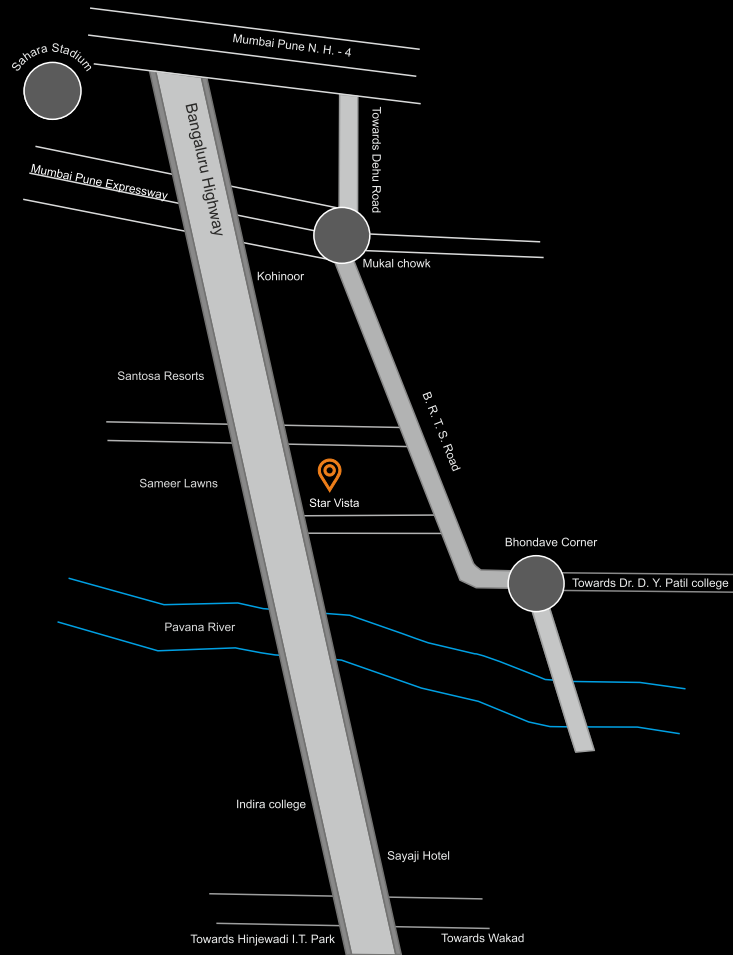 Mumbai Pune N. H. - 4
Sahara Stadium
Bangaluru Highway
Towards Dehu Road
Mumbai Pune Expressway
Mukal chowk
Kohinoor
Santosa Resorts
B. R. T. S. Road
Sameer Lawns
Star Vista
Bhondave Corner
Towards Dr. D. Y. Patil college
Pavana River
Indira college
Sayaji Hotel
Towards Hinjewadi I.T. Park
Towards Wakad